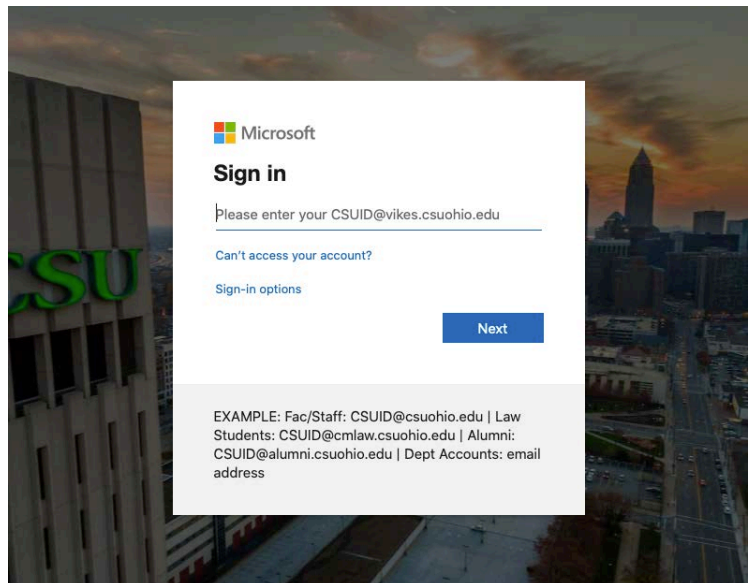 Microsoft
Sign in
Please enter your CSUID@vikes.csuohio.edu
Can't access your account?
Sign-in options
Next
CSU
EXAMPLE: Fac/Staff: CSUID@csuohio.edu | Law
Students: CSUID@cmlaw.csuohio.edu | Alumni:
CSUID@alumni.csuohio.edu | Dept Accounts: email
address